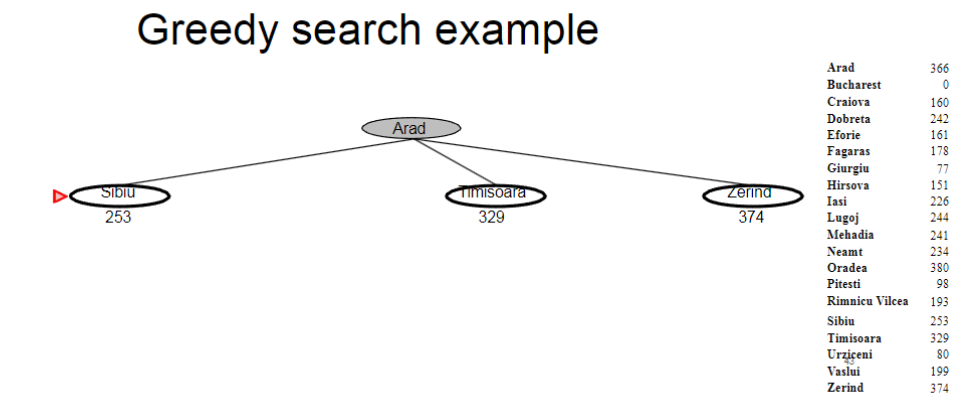 Greedy search example
Arad
Sibiu
Timisoara
Zerind
253
329
374
Arad 366
Bucharest 0
Craiova 160
Dobreta 242
Eforie 161
Fagaras 178
Giurgiu 77
Hirsova 151
Iasi 226
Lugoj 244
Mehadia 241
Neamt 234
Oradea 380
Pitesti 98
Rimnicu Vilcea 193
Sibiu 253
Timisoara 329
Urziceni 80
43
Vaslui 199
Zerind 374